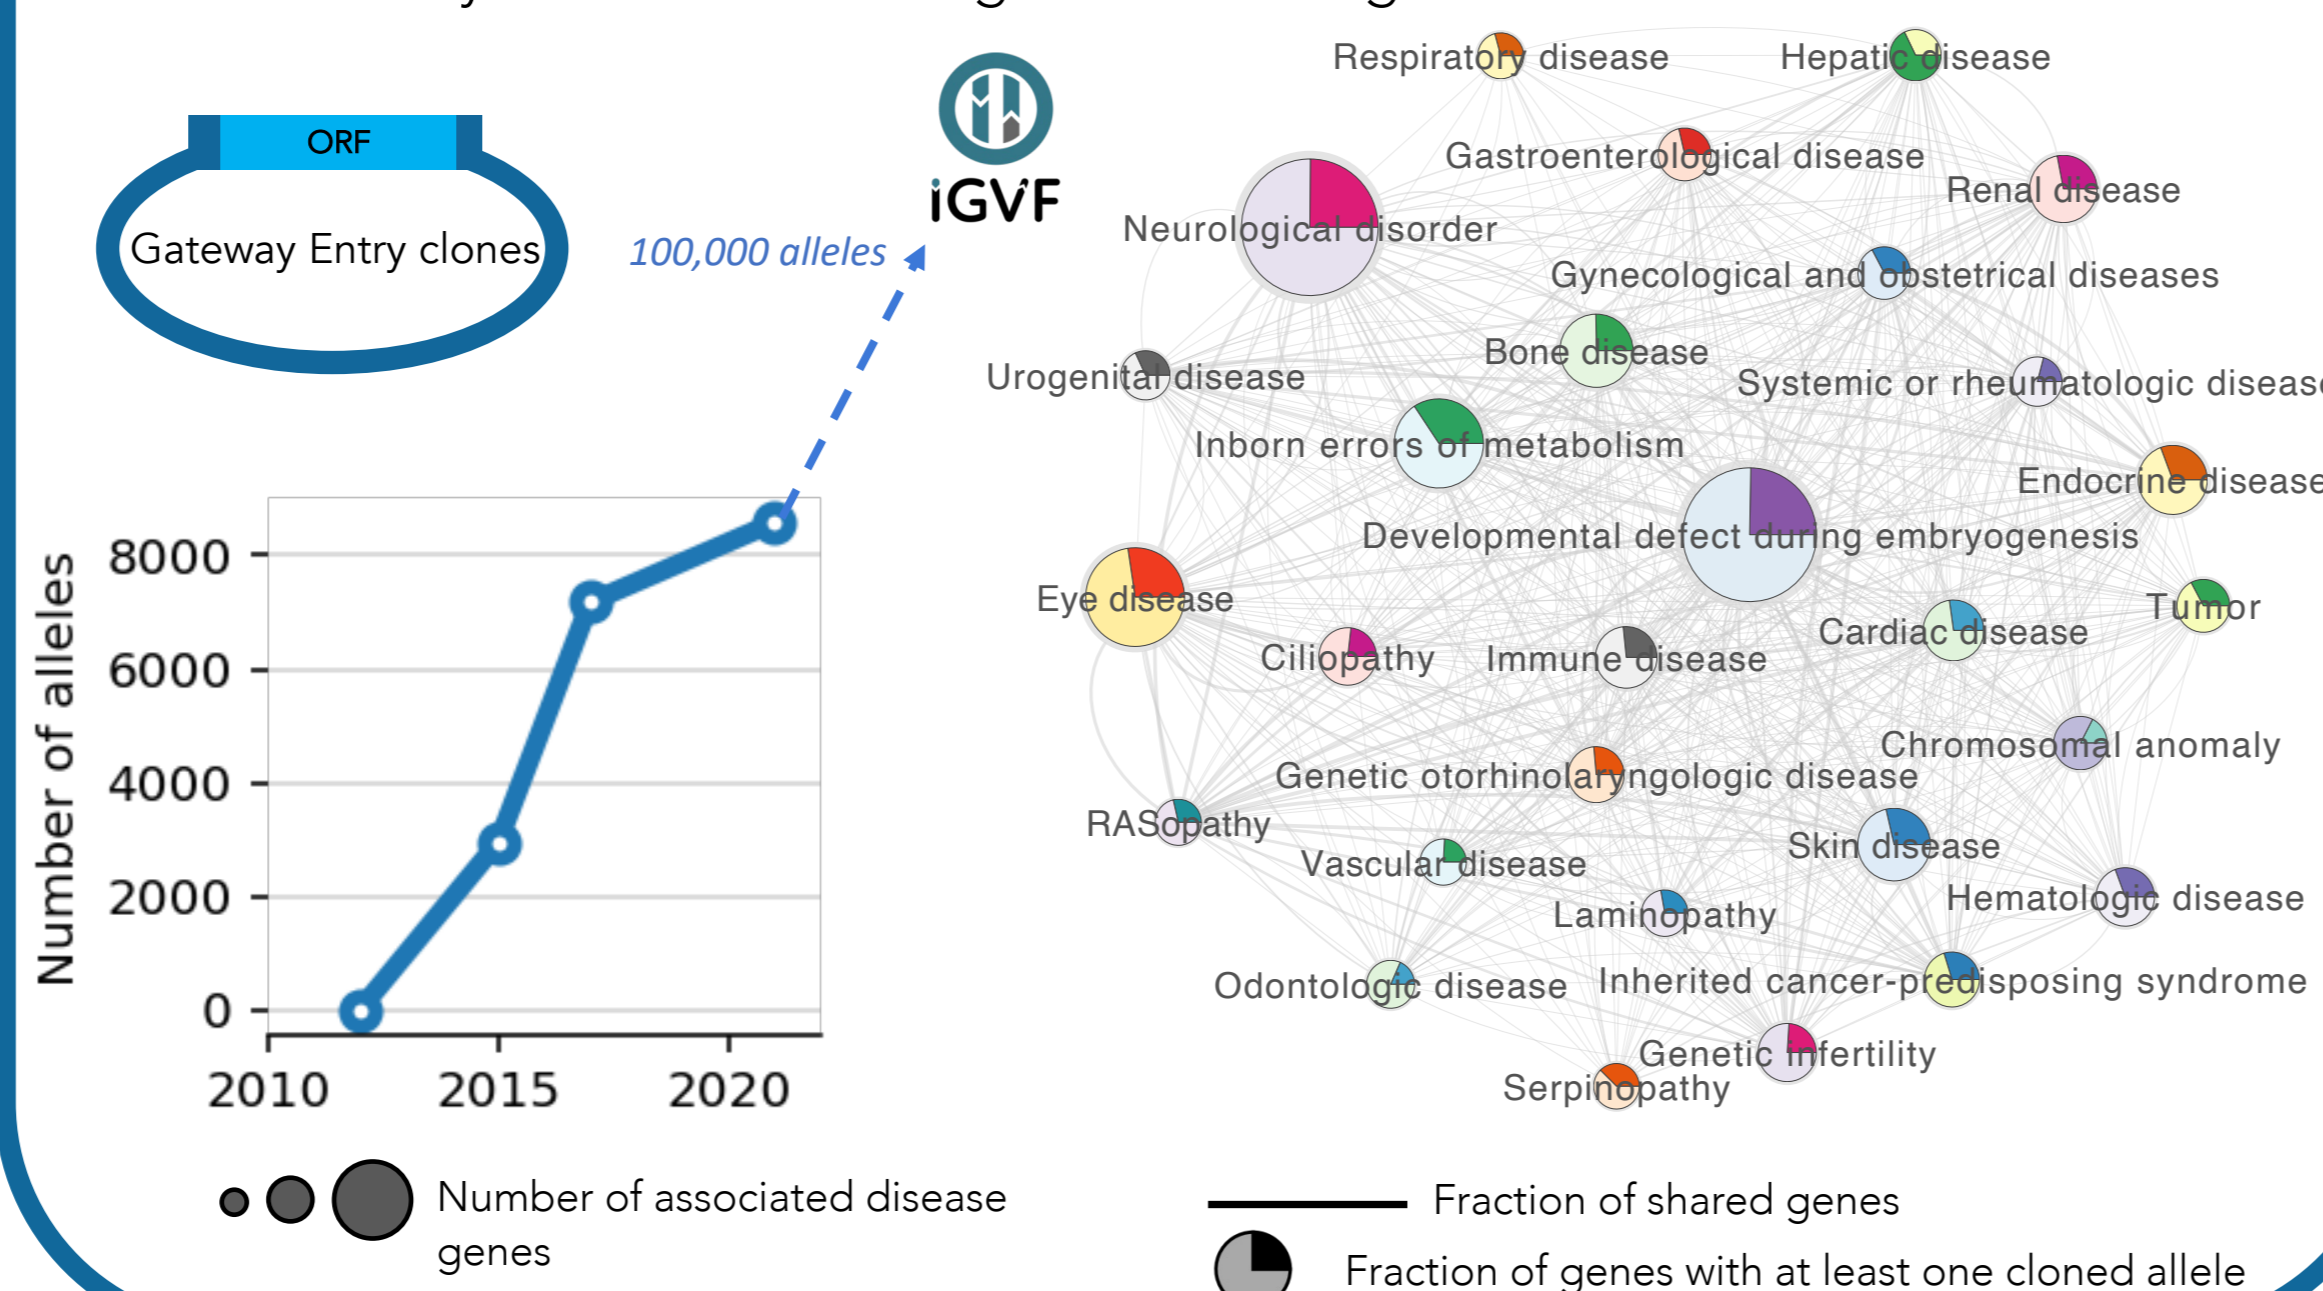 ORF
Gateway Entry clones
100,000 alleles
iGVF
Number of alleles
8000
6000
4000
2000
0
2010
2015
2020
Respiratory disease
Hepatic disease
Gastroenterological disease
Renal disease
Neurological disorder
Gynecological and obstetrical diseases
Bone disease
Urogenital disease
Systemic or rheumatologic disease
Inborn errors of metabolism
Endocrine disease
Developmental defect during embryogenesis
Eye disease
Tumor
Cardiac disease
Ciliopathy
Immune disease
Chromosomal anomaly
Genetic otorhinolaryngologic disease
RASopathy
Skin disease
Vascular disease
Hematologic disease
Laminopathy
Odontologic disease
Inherited cancer-predisposing syndrome
Genetic infertility
Serpinopathy
Number of associated disease
genes
Fraction of shared genes
Fraction of genes with at least one cloned allele